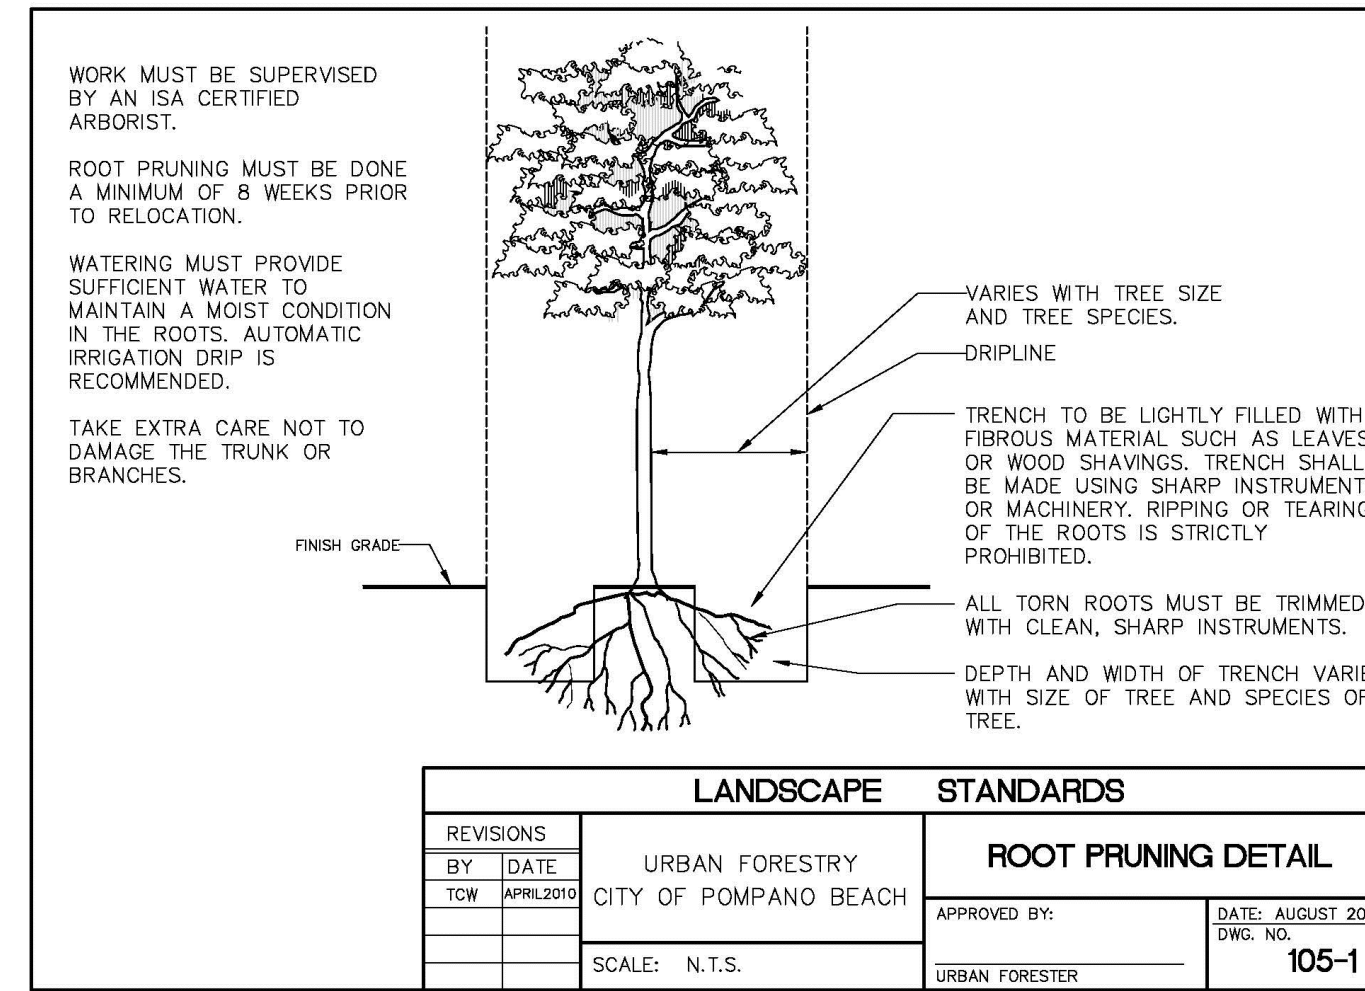 WORK MUST BE SUPERVISED
BY AN ISA CERTIFIED
ARBORIST.
ROOT PRUNING MUST BE DONE
A MINIMUM OF 8 WEEKS PRIOR
TO RELOCATION.
WATERING MUST PROVIDE
SUFFICIENT WATER TO
MAINTAIN A MOIST CONDITION
IN THE ROOTS. AUTOMATIC
IRRIGATION DRIP IS
RECOMMENDED.
TAKE EXTRA CARE NOT TO
DAMAGE THE TRUNK OR
BRANCHES.
FINISH GRADE
VARIES WITH TREE SIZE
AND TREE SPECIES.
DRIPLINE
TRENCH TO BE LIGHTLY FILLED WITH
FIBROUS MATERIAL SUCH AS LEAVES
OR WOOD SHAVINGS. TRENCH SHALL
BE MADE USING SHARP INSTRUMENT
OR MACHINERY. RIPPING OR TEARING
OF THE ROOTS IS STRICTLY
PROHIBITED.
ALL TORN ROOTS MUST BE TRIMMED
WITH CLEAN, SHARP INSTRUMENTS.
DEPTH AND WIDTH OF TRENCH
WITH SIZE OF TREE AND SPECIES OF
TREE.
LANDSCAPE STANDARDS
REVISIONS
BY DATE
TCW APRIL2010
URBAN FORESTRY
CITY OF POMPANO BEACH
SCALE: N.T.S.
ROOT PRUNING DETAIL
APPROVED BY:
URBAN FORESTER
DATE: AUGUST
DWG. NO.
105-1